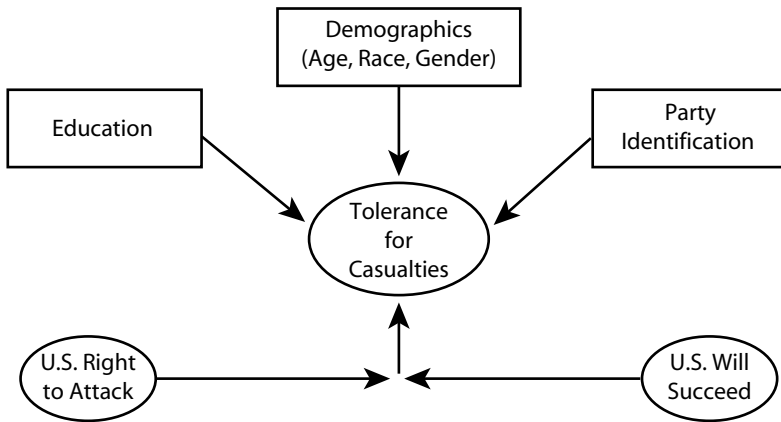 Demographics
(Age, Race, Gender)
Education
Party
Identification
Tolerance
for
Casualties
U.S. Right
to Attack
U.S. Will
Succeed